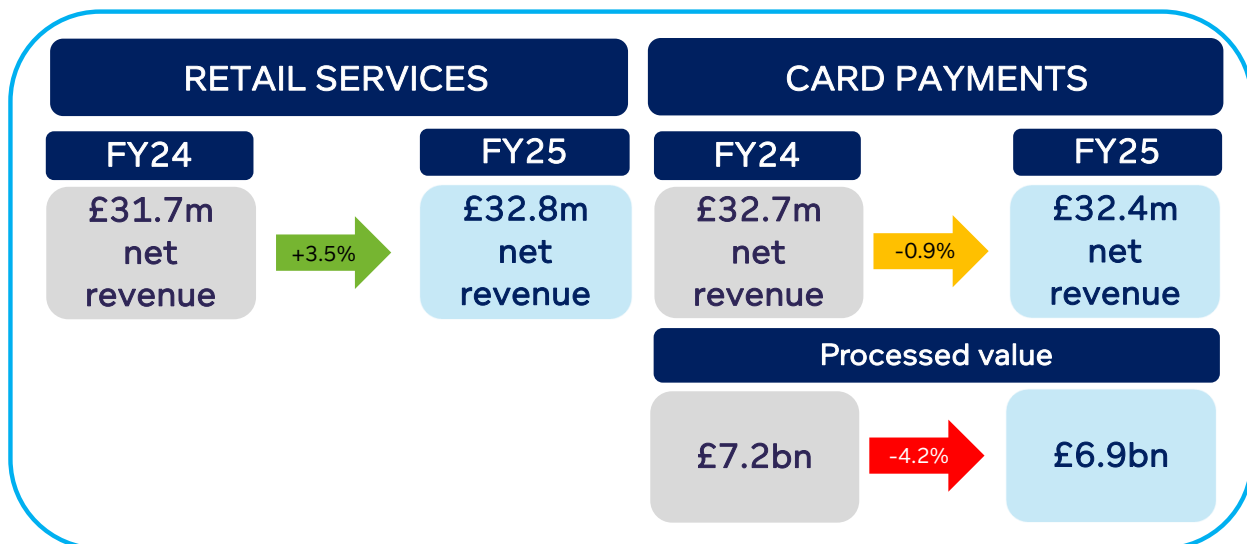 RETAIL SERVICES
FY24
£31.7m
net
revenue
+3.5%
FY25
£32.8m
net
revenue
CARD PAYMENTS
FY24
£32.7m
net
revenue
-0.9%
FY25
£32.4m
net
revenue
Processed value
£7.2bn
-4.2%
£6.9bn